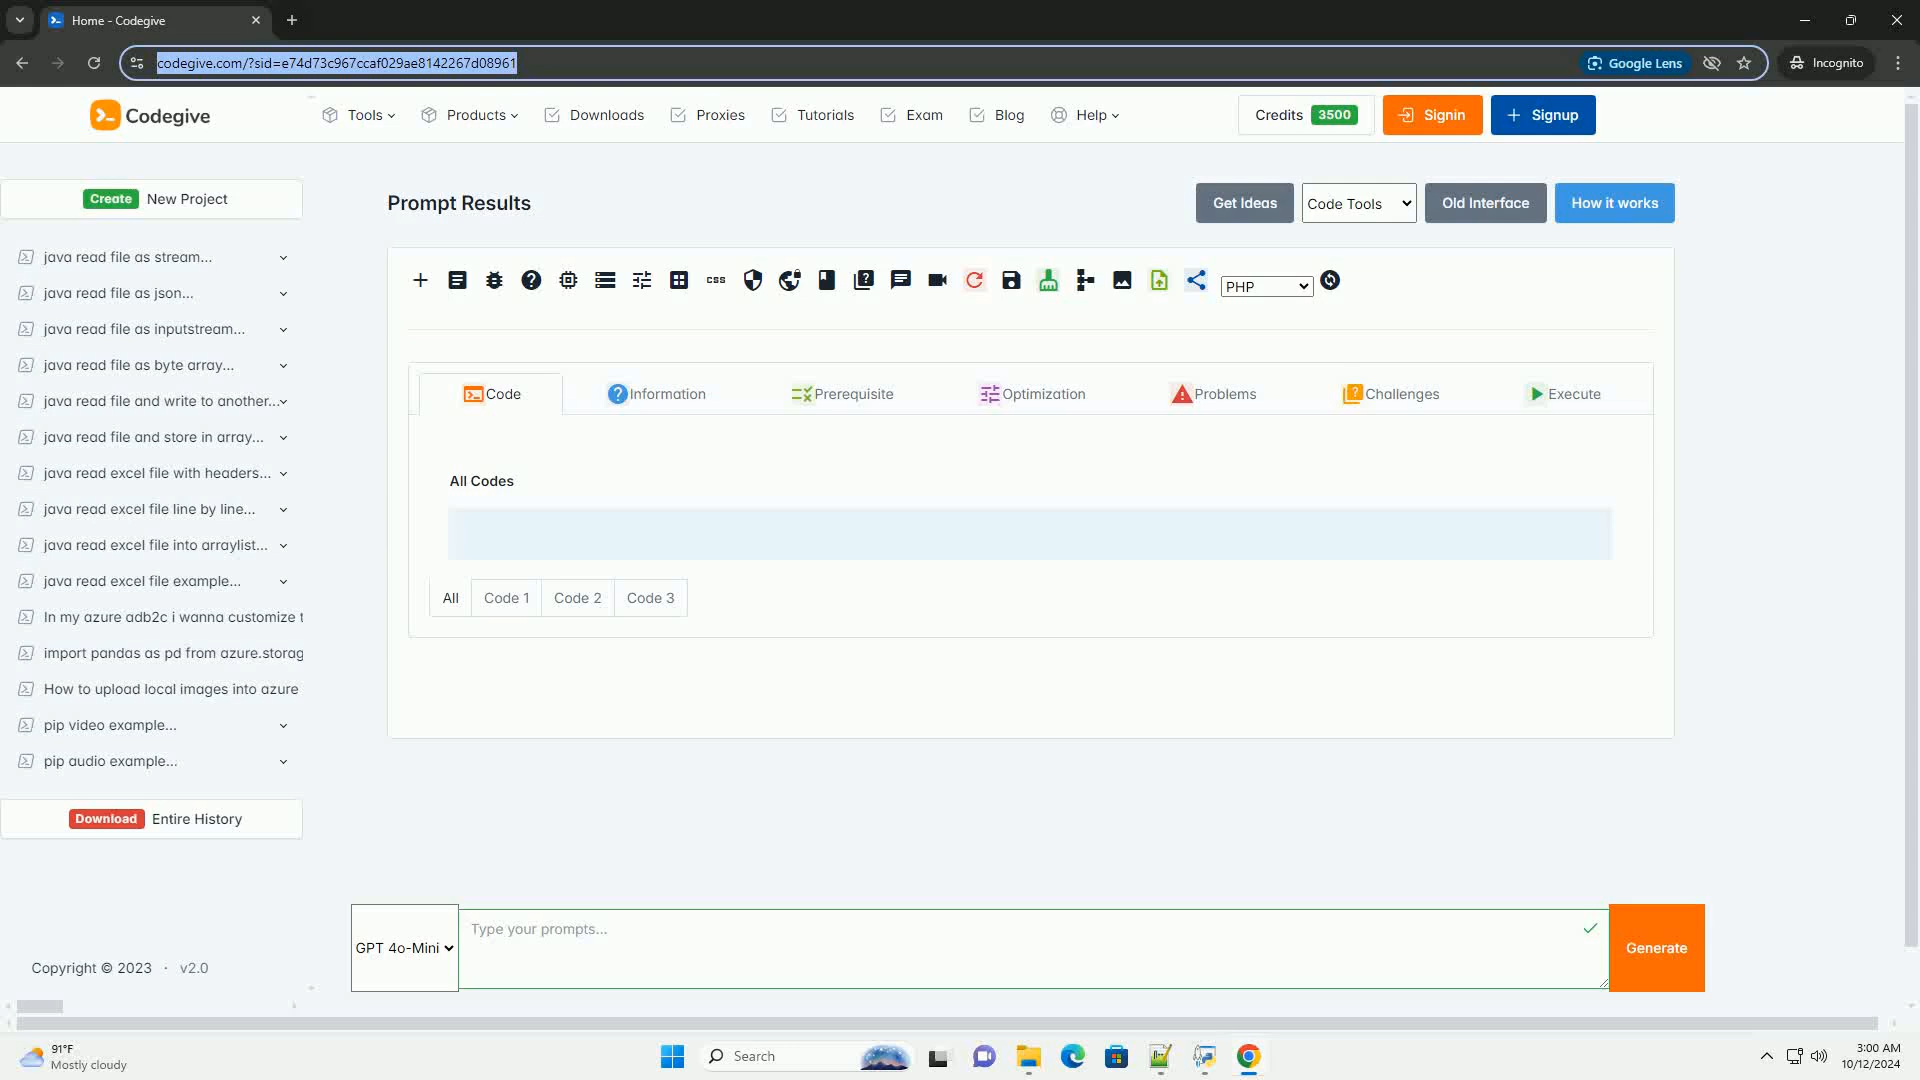 Home - Codegive
codegive.com/?sid=e74d73c967ccaf029ae8142267d08961
Google Lens
Incognito
Codegive
Tools
Products
Downloads
Proxies
Tutorials
Exam
Blog
Help
Credits 3500
Signin
Signup
Create New Project
java read file as stream...
java read file as json...
java read file as inputstream...
java read file as byte array...
java read file and write to another...
java read file and store in array...
java read excel file with headers...
java read excel file line by line...
java read excel file into arraylist...
java read excel file example...
In my azure adb2c i wanna customize t
import pandas as pd from azure.storag
How to upload local images into azure
pip video example...
pip audio example...
Download Entire History
Copyright © 2023 · v2.0
Prompt Results
Get Ideas
Code Tools
Old Interface
How it works
css
PHP
Code
Information
Prerequisite
Optimization
Problems
Challenges
Execute
All Codes
All
Code 1
Code 2
Code 3
GPT 4o-Mini
Type your prompts...
Generate
91°F
Mostly cloudy
Search
3:00 AM
10/12/2024